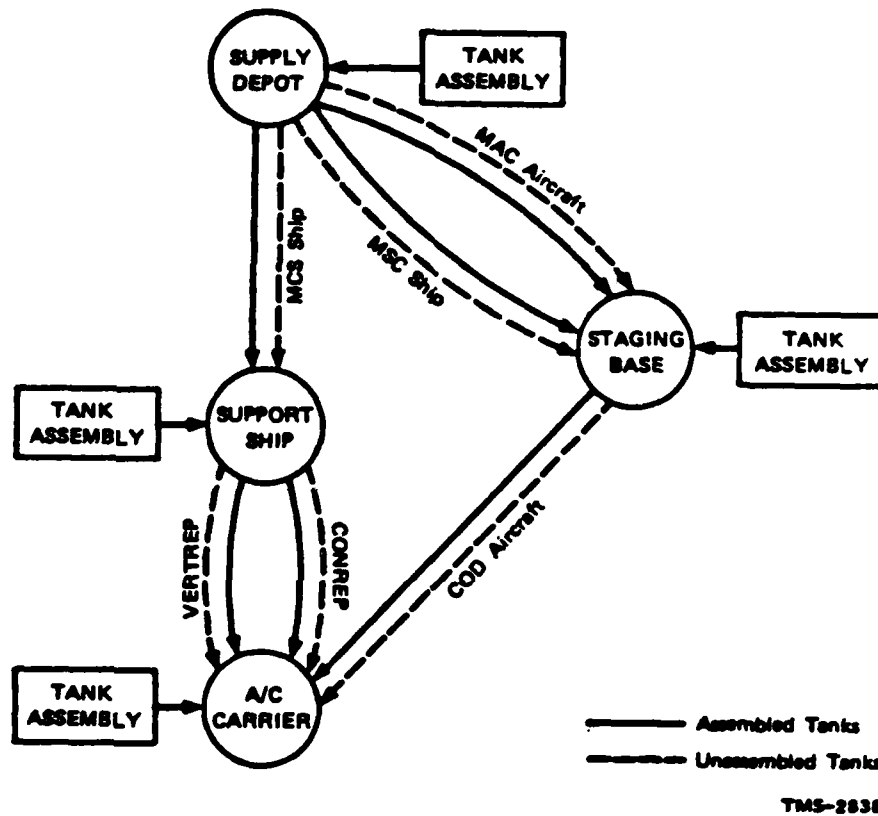 SUPPLY
DEPOT
TANK
ASSEMBLY
MAC Aircraft
MCS Ship
MSC Ship
STAGING
BASE
TANK
ASSEMBLY
TANK
ASSEMBLY
SUPPORT
SHIP
VERTREP
CONREP
COD Aircraft
TANK
ASSEMBLY
A/C
CARRIER
Assembled Tanks
Unassembled Tanks